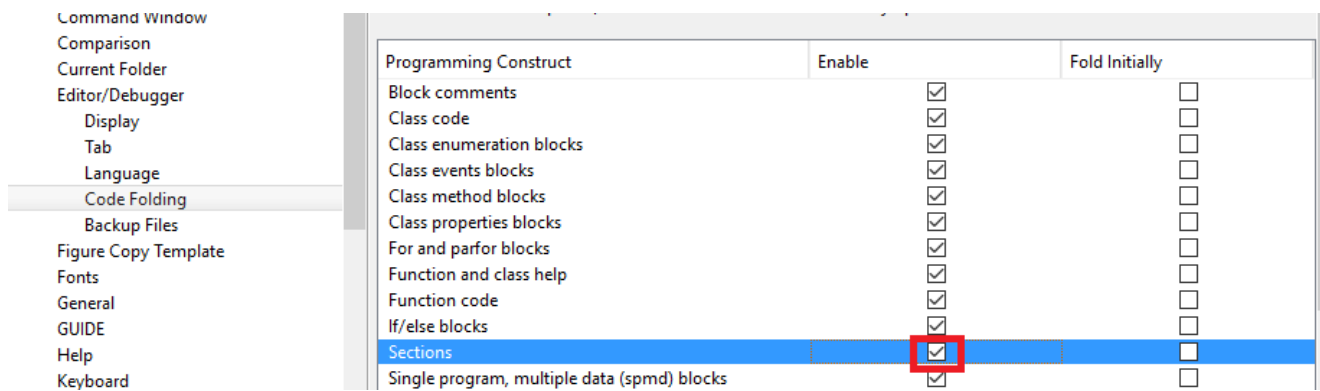 Command Window
Comparison
Current Folder
Editor/Debugger
Display
Tab
Language
Code Folding
Backup Files
Figure Copy Template
Fonts
General
GUIDE
Help
Keyboard
Programming Construct Enable Fold Initially
Block comments
Class code
Class enumeration blocks
Class events blocks
Class method blocks
Class properties blocks
For and parfor blocks
Function and class help
Function code
If/else blocks
Sections
Single program, multiple data (spmd) blocks